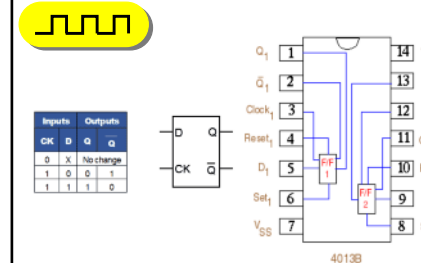 Inputs Outputs
CK D Q Q̅
0 X No change
1 0 0 1
1 1 1 0
D Q
CK Q̅
Q1 1
Q̅1 2
Clock1 3
Reset1 4
D1 5
Set1 6
VSS 7
F/F
1
F/F
2
14
13
12
11
10
9
8
4013B